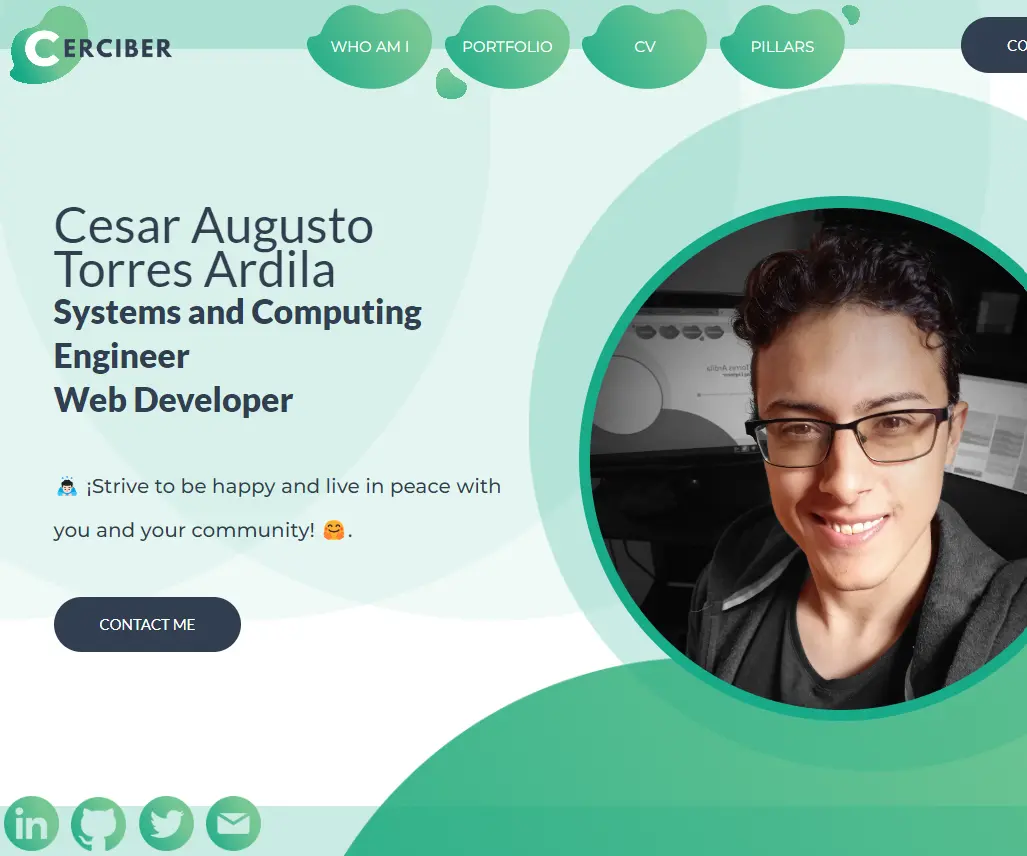 CERCIBER
WHO AM I
PORTFOLIO
CV
PILLARS
CO
Cesar Augusto
Torres Ardila
Systems and Computing
Engineer
Web Developer
🙇🏻‍♂️ ¡Strive to be happy and live in peace with
you and your community! 🤗.
CONTACT ME
in